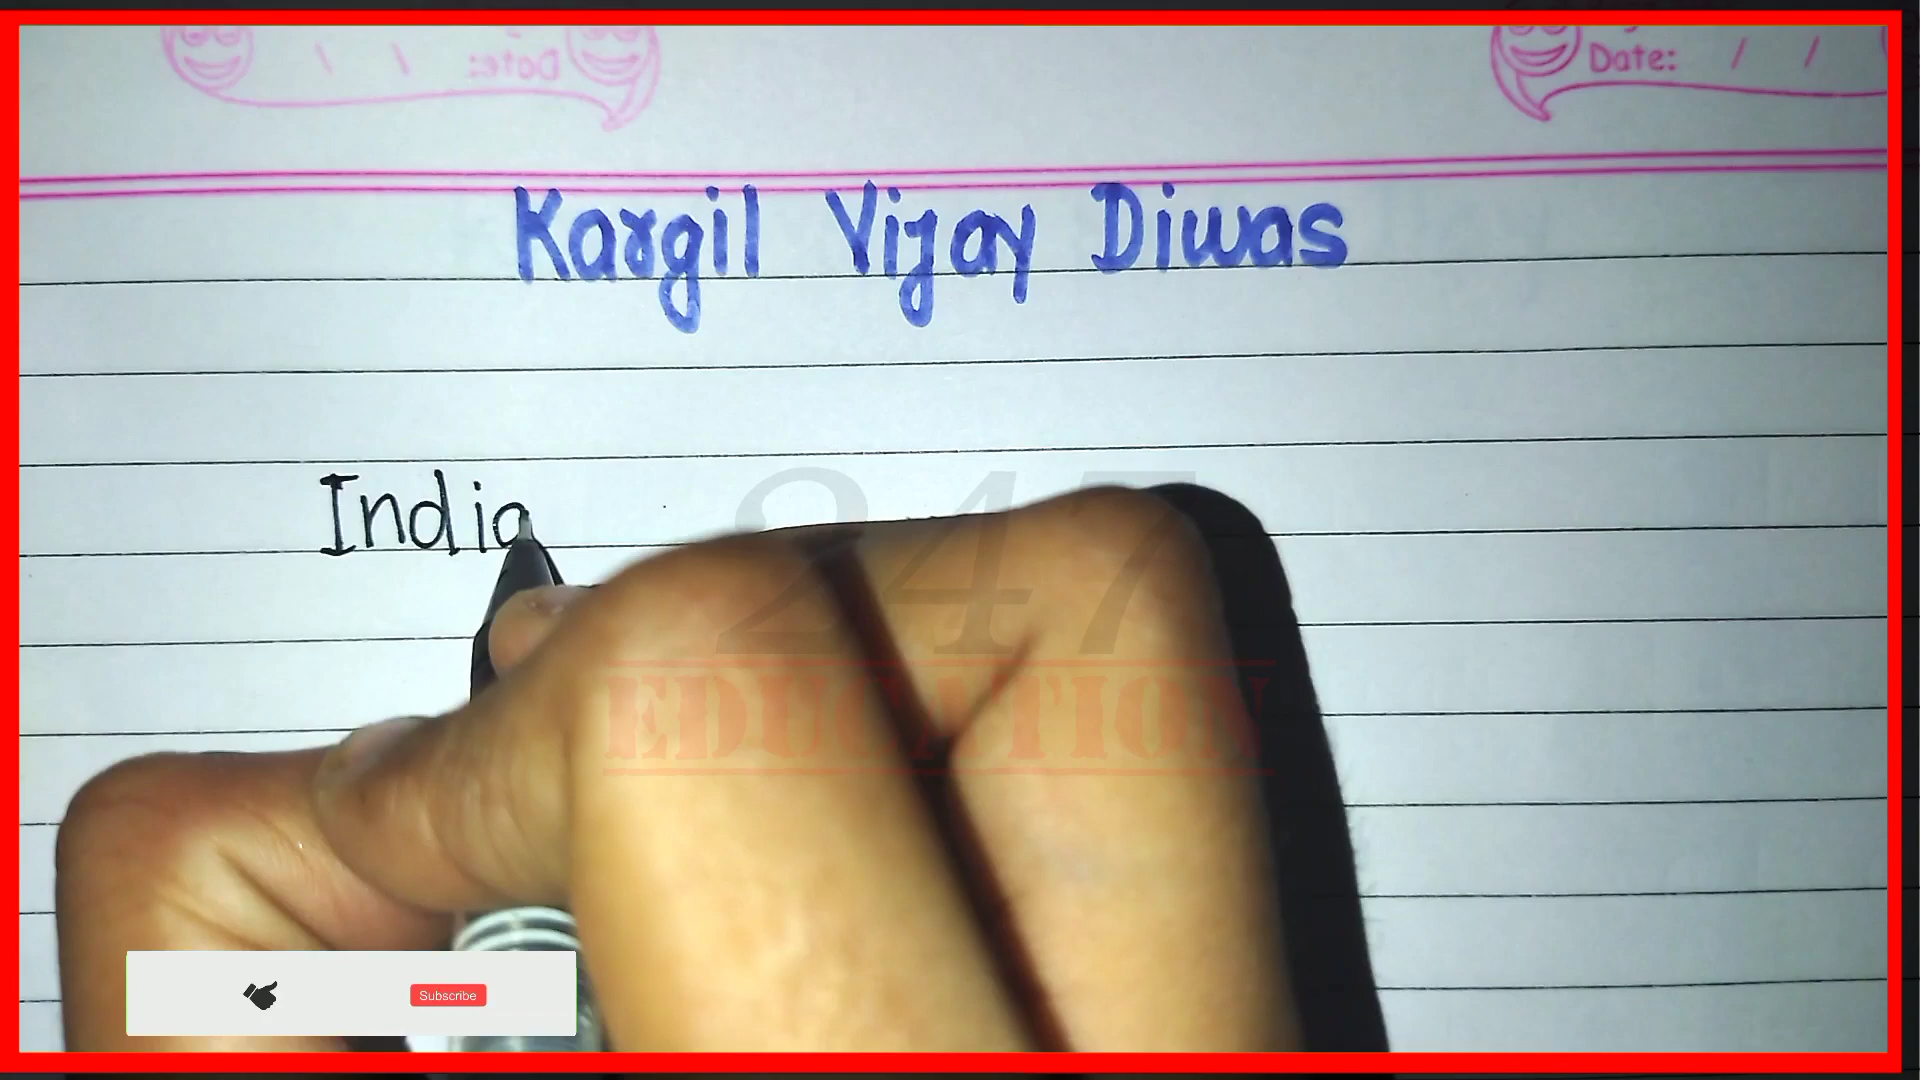 Date: / /
Date: / /
Kargil Vijay Diwas
India
247
EDUCATION
Subscribe